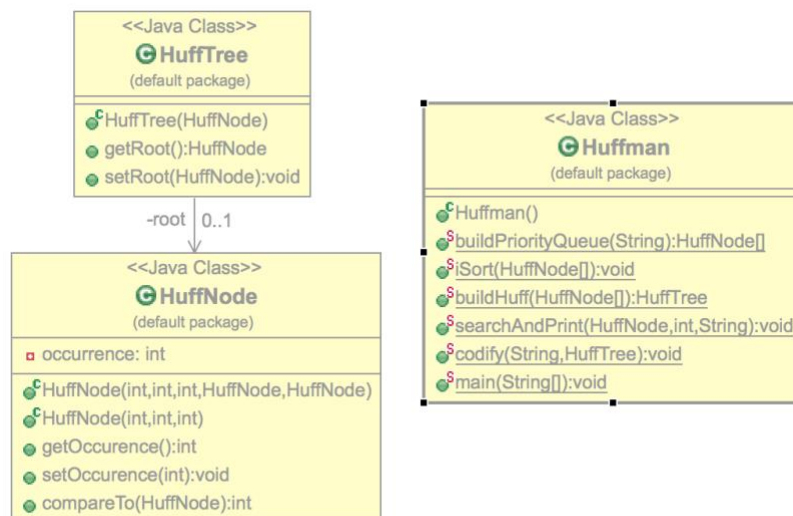 <<Java Class>>
HuffTree
(default package)
HuffTree(HuffNode)
getRoot():HuffNode
setRoot(HuffNode):void
-root 0..1
<<Java Class>>
HuffNode
(default package)
occurrence: int
HuffNode(int,int,int,HuffNode,HuffNode)
HuffNode(int,int,int)
getOccurence():int
setOccurence(int):void
compareTo(HuffNode):int
<<Java Class>>
Huffman
(default package)
Huffman()
buildPriorityQueue(String):HuffNode[]
iSort(HuffNode[]):void
buildHuff(HuffNode[]):HuffTree
searchAndPrint(HuffNode,int,String):void
codify(String,HuffTree):void
main(String[]):void